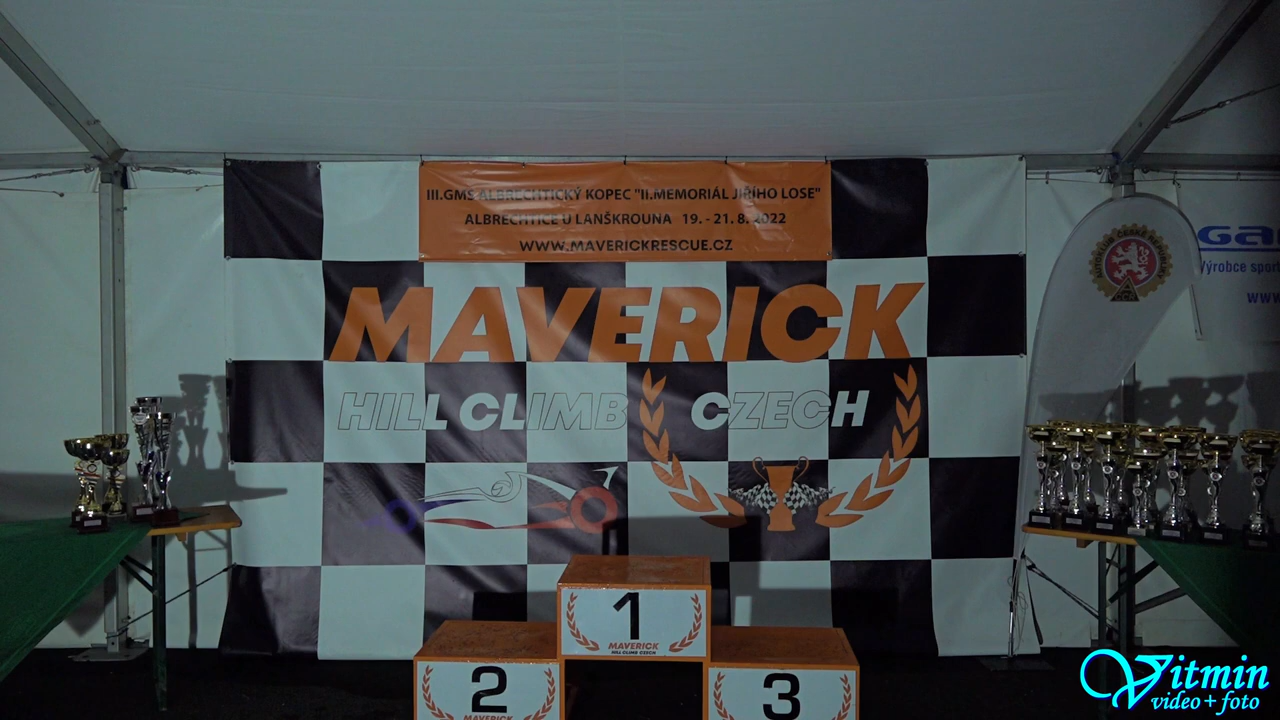 III.GMS ALBRECHTICKÝ KOPEC "II.MEMORIÁL JIŘÍHO LOSE"
ALBRECHTICE U LANŠKROUNA 19. - 21. 8. 2022
WWW.MAVERICKRESCUE.CZ
MAVERICK
HILL CLIMB CZECH
Výrobce
www
1
MAVERICK
HILL CLIMB CZECH
2
MAVERICK
3
Vitmin
video + foto